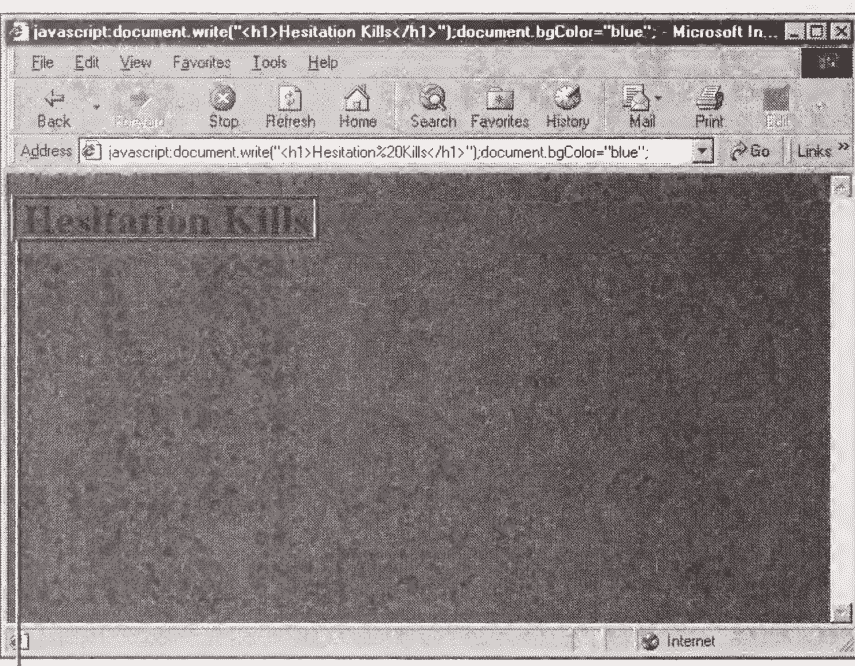 javascript:document.write("<h1>Hesitation Kills</h1>");document.bgColor="blue"; - Microsoft In...
File Edit View Favorites Tools Help
Back Forward Stop Refresh Home Search Favorites History Mail Print Edit
Address javascript:document.write("<h1>Hesitation%20Kills</h1>");document.bgColor="blue"; Go Links »
Hesitation Kills
Internet